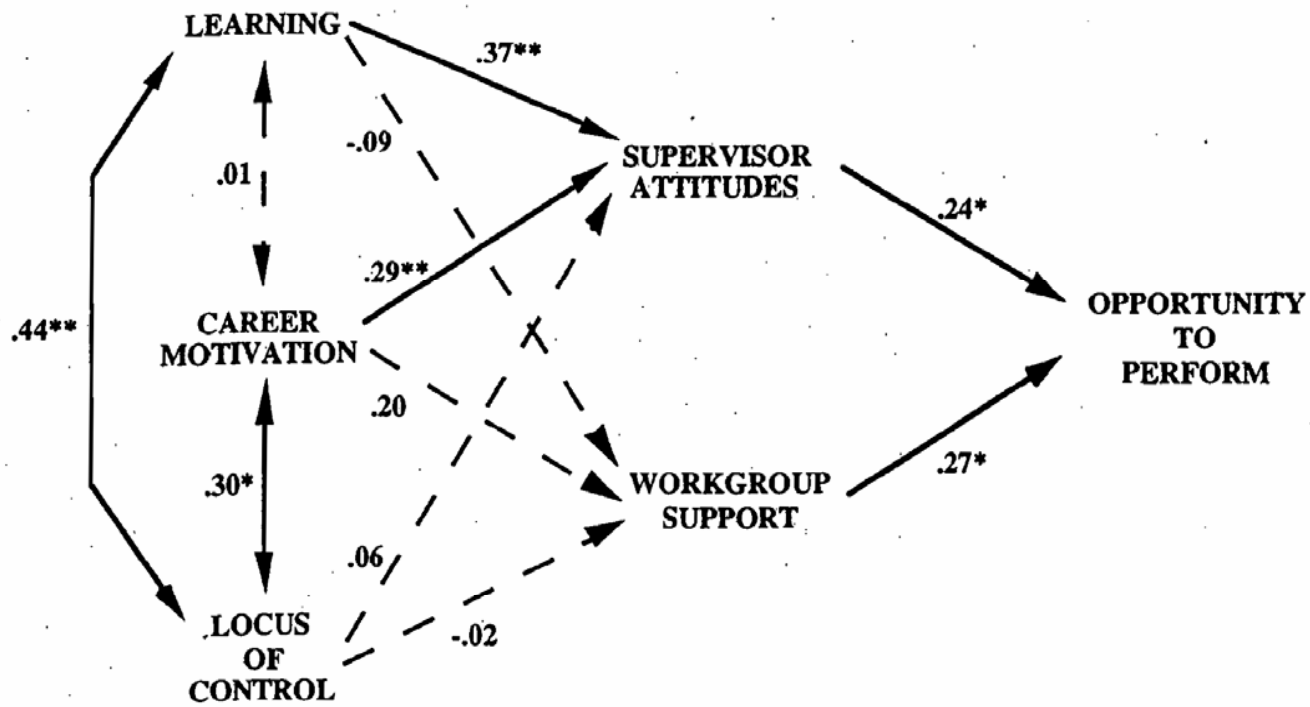 LEARNING
.37**
-.09
SUPERVISOR
ATTITUDES
.01
.24*
.29**
OPPORTUNITY
TO
PERFORM
.44**
CAREER
MOTIVATION
.20
WORKGROUP
SUPPORT
.27*
.30*
.06
LOCUS
OF
CONTROL
-.02